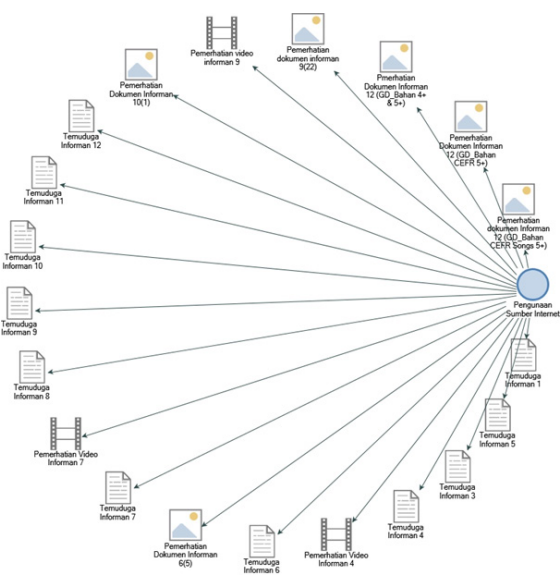 Pemerhatian video
informan 9
Pemerhatian
dokumen informan
9(22)
Pmerhatian
Dokumen Informan
12 (GD_Bahan 4+
& 5+)
Pemerhatian
Dokumen Informan
12 (GD_Bahan
CEFR 5+)
Pemerhatian
dokumen Informan
12 (GD_Bahan
CEFR Songs 5+)
Pemerhatian
Dokumen Informan
10(1)
Temuduga
Informan 12
Temuduga
Informan 11
Temuduga
Informan 10
Temuduga
Informan 9
Temuduga
Informan 8
Pemerhatian Video
Informan 7
Temuduga
Informan 7
Pemerhatian
Dokumen Informan
6(5)
Temuduga
Informan 6
Pemerhatian Video
Informan 4
Temuduga
Informan 4
Temuduga
Informan 3
Temuduga
Informan 5
Temuduga
Informan 1
Pengunaan
Sumber Internet